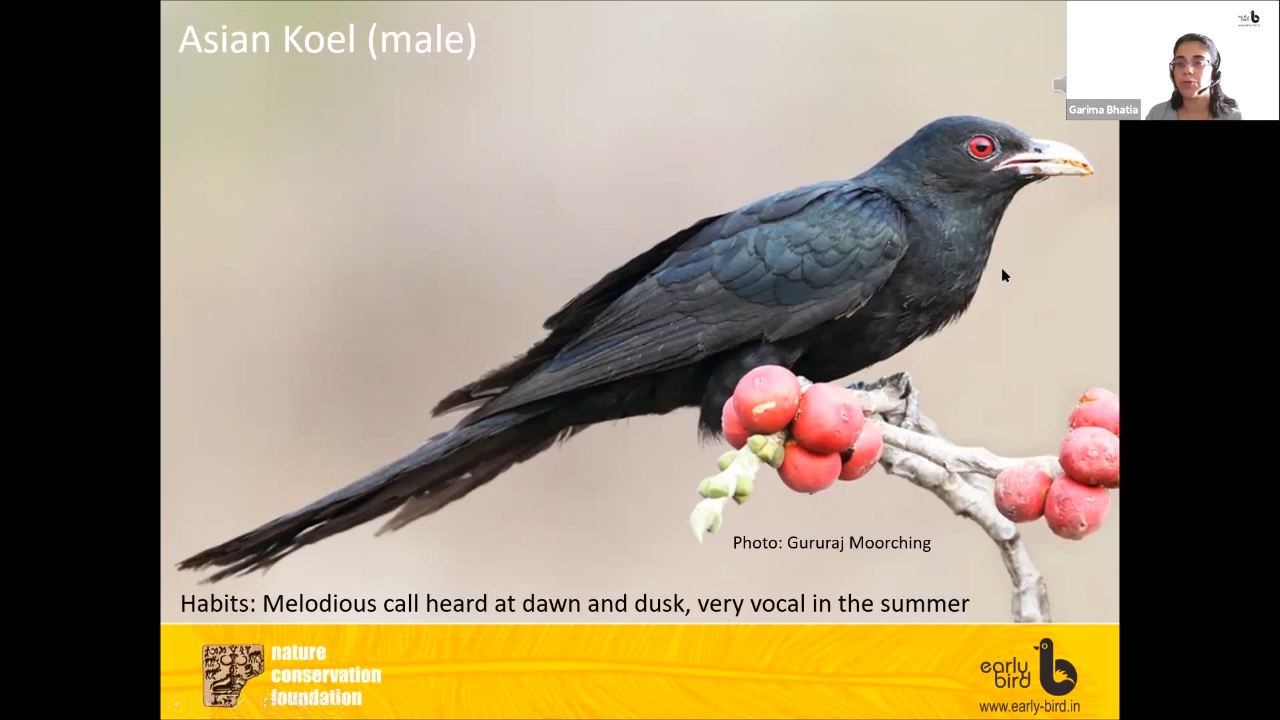 Asian Koel (male)
Garima Bhatia
Photo: Gururaj Moorching
Habits: Melodious call heard at dawn and dusk, very vocal in the summer
nature
conservation
foundation
early
bird
www.early-bird.in